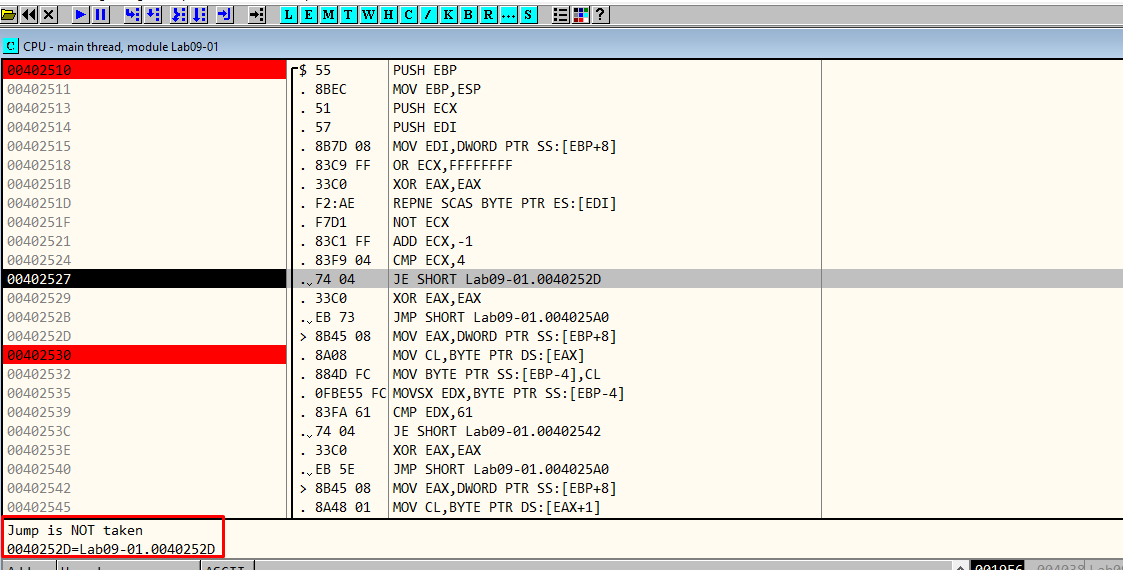 L E M T W H C / K B R ... S ?
C CPU - main thread, module Lab09-01
00402510 $ 55 PUSH EBP
00402511 . 8BEC MOV EBP,ESP
00402513 . 51 PUSH ECX
00402514 . 57 PUSH EDI
00402515 . 8B7D 08 MOV EDI,DWORD PTR SS:[EBP+8]
00402518 . 83C9 FF OR ECX,FFFFFFFF
0040251B . 33C0 XOR EAX,EAX
0040251D . F2:AE REPNE SCAS BYTE PTR ES:[EDI]
0040251F . F7D1 NOT ECX
00402521 . 83C1 FF ADD ECX,-1
00402524 . 83F9 04 CMP ECX,4
00402527 .⌄ 74 04 JE SHORT Lab09-01.0040252D
00402529 . 33C0 XOR EAX,EAX
0040252B .⌄ EB 73 JMP SHORT Lab09-01.004025A0
0040252D > 8B45 08 MOV EAX,DWORD PTR SS:[EBP+8]
00402530 . 8A08 MOV CL,BYTE PTR DS:[EAX]
00402532 . 884D FC MOV BYTE PTR SS:[EBP-4],CL
00402535 . 0FBE55 FC MOVSX EDX,BYTE PTR SS:[EBP-4]
00402539 . 83FA 61 CMP EDX,61
0040253C .⌄ 74 04 JE SHORT Lab09-01.00402542
0040253E . 33C0 XOR EAX,EAX
00402540 .⌄ EB 5E JMP SHORT Lab09-01.004025A0
00402542 > 8B45 08 MOV EAX,DWORD PTR SS:[EBP+8]
00402545 . 8A48 01 MOV CL,BYTE PTR DS:[EAX+1]
Jump is NOT taken
0040252D=Lab09-01.0040252D